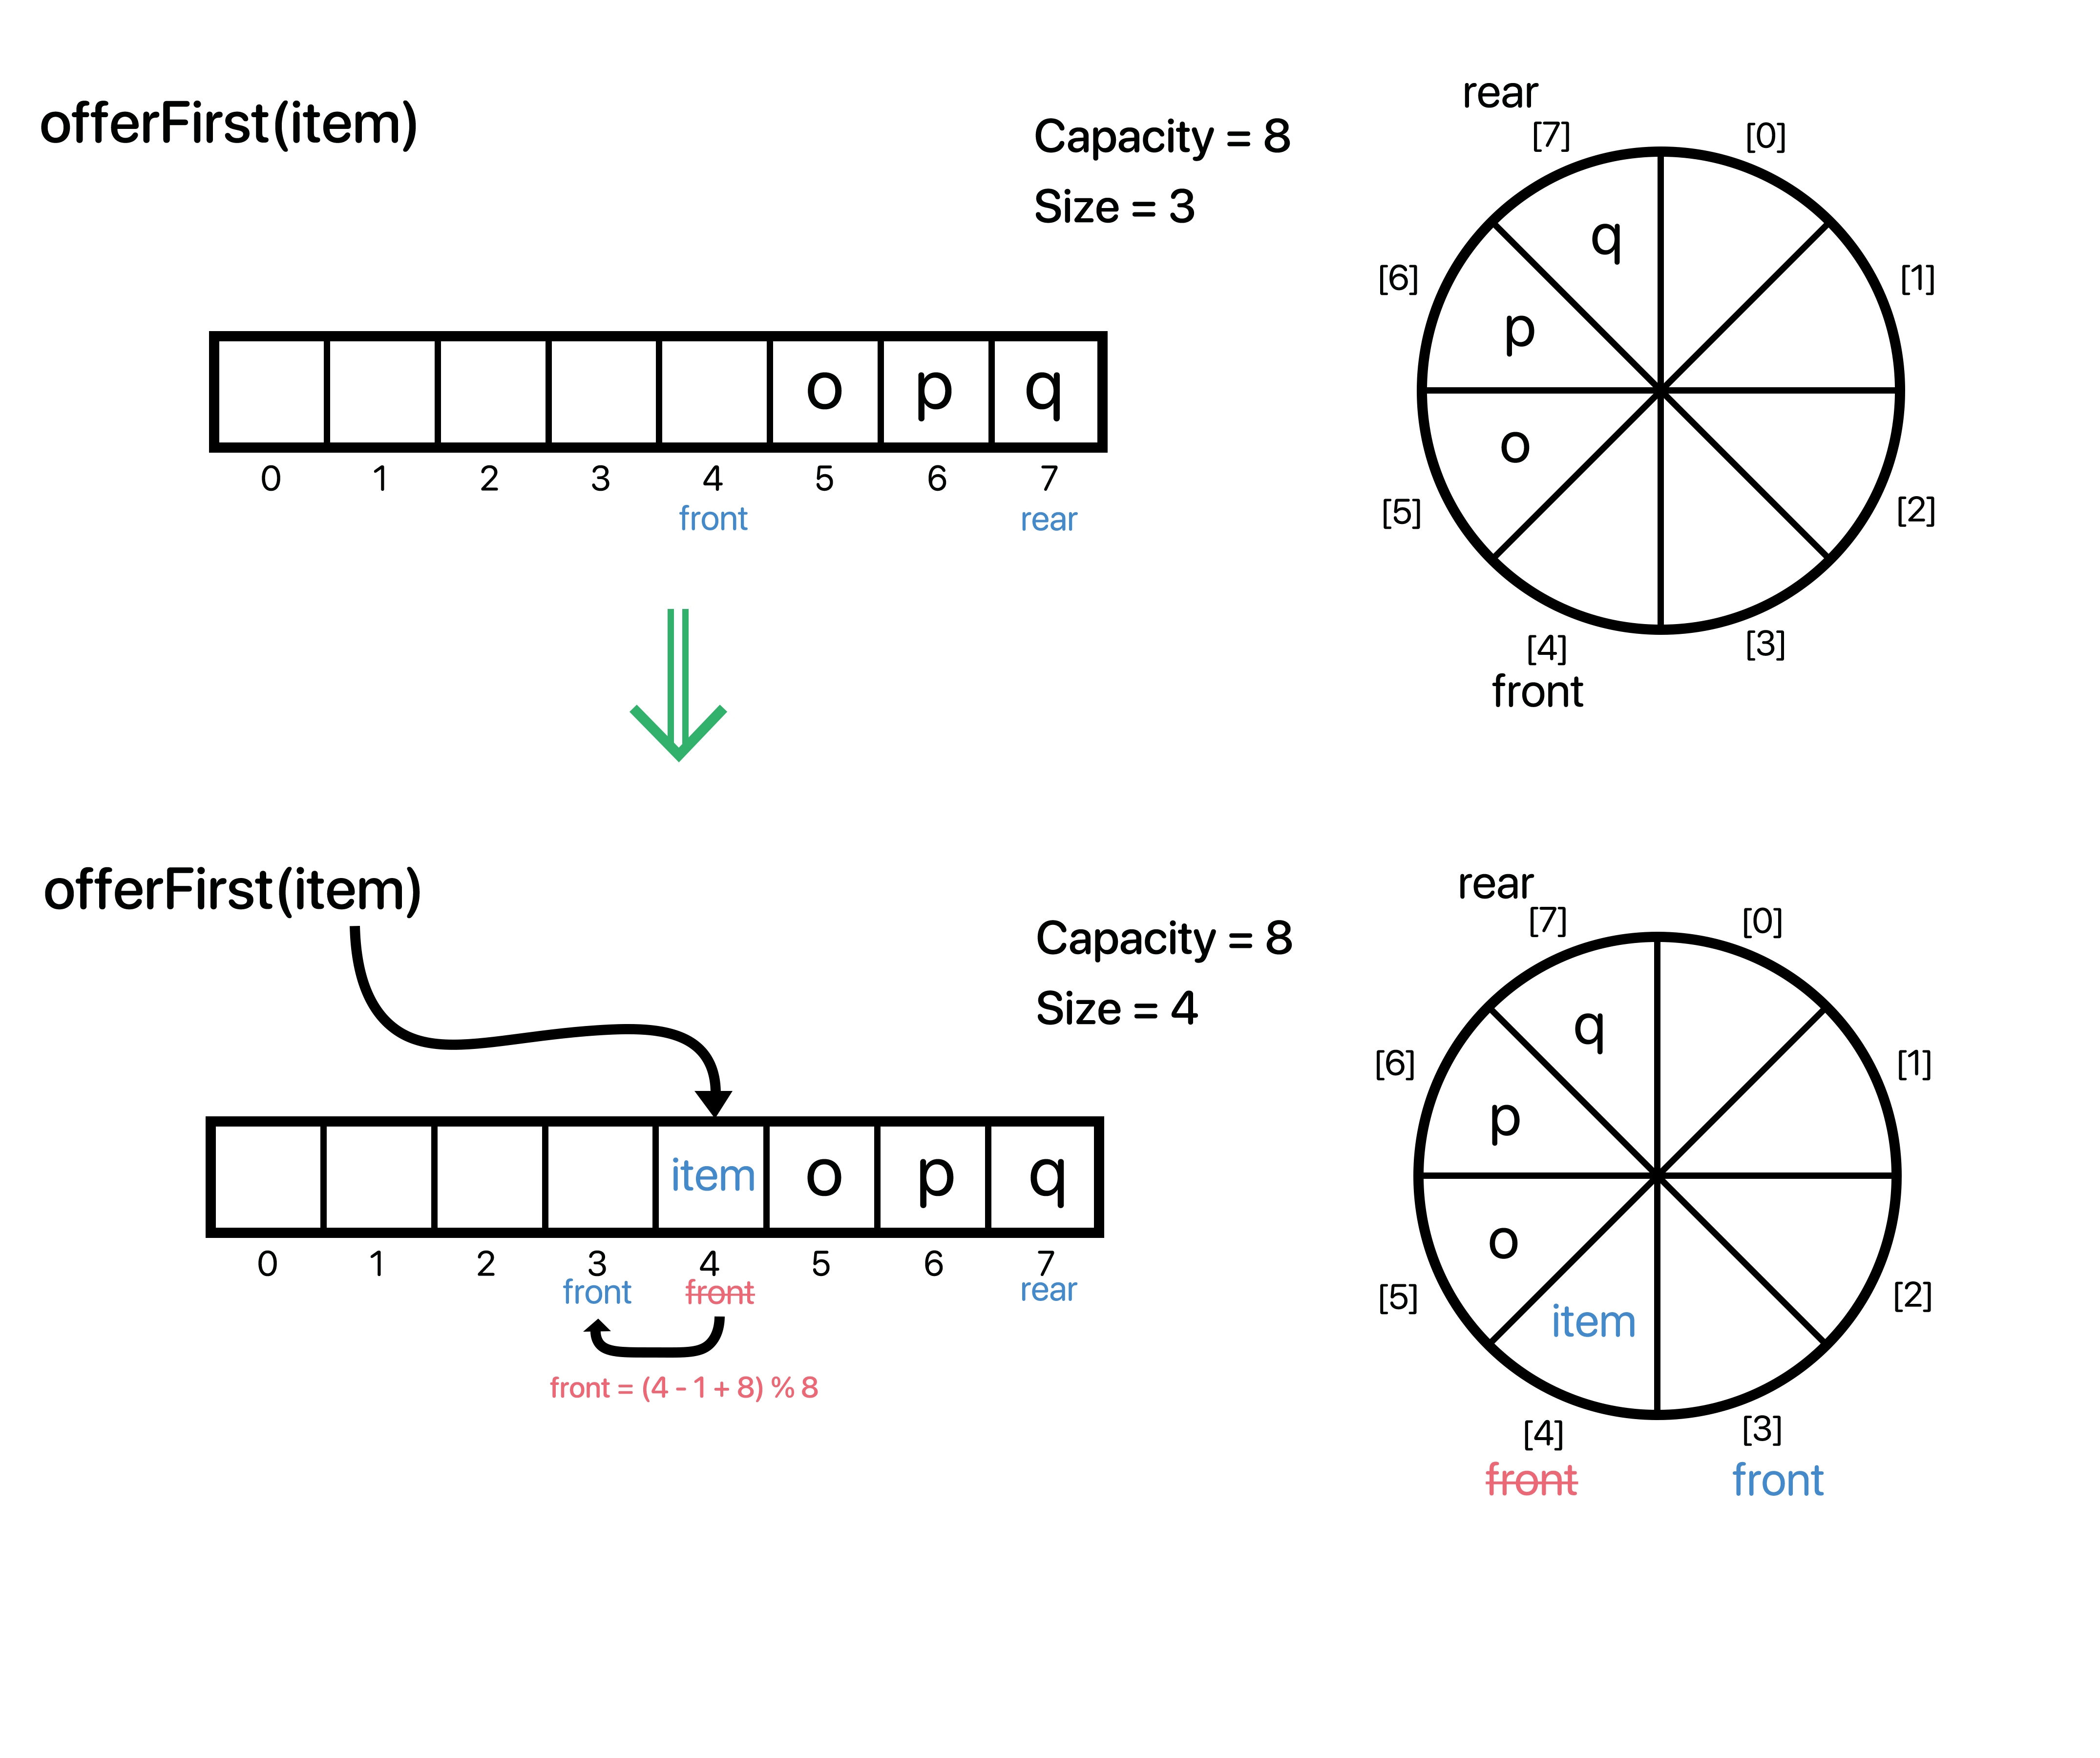 offerFirst(item)
Capacity = 8
Size = 3
o p q
0 1 2 3 4 5 6 7
front rear
rear
[7] [0]
q
[6] [1]
p
o
[5] [2]
[4] [3]
front
offerFirst(item)
Capacity = 8
Size = 4
item o p q
0 1 2 3 4 5 6 7
front front rear
front = (4 - 1 + 8) % 8
rear
[7] [0]
q
[6] [1]
p
o
[5] [2]
item
[4] [3]
front front